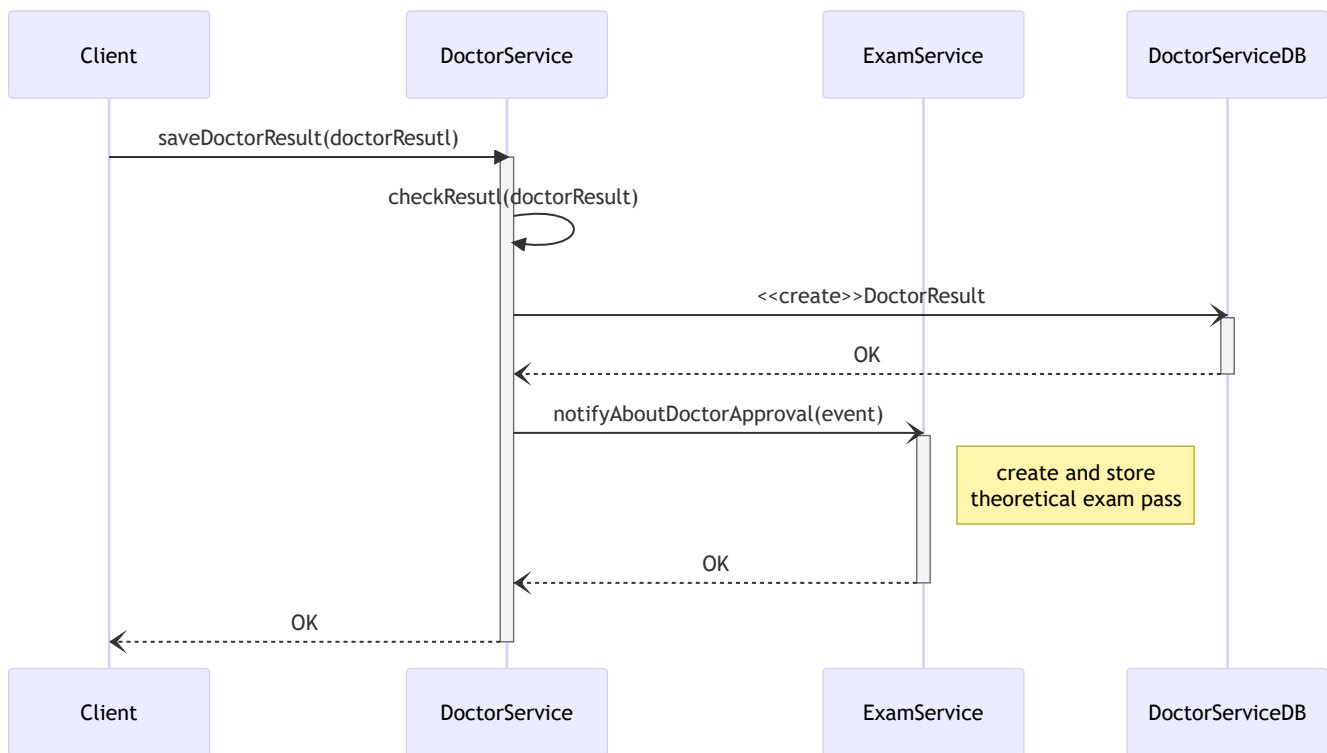 Client
DoctorService
ExamService
DoctorServiceDB
saveDoctorResult(doctorResutl)
checkResutl(doctorResult)
<<create>>DoctorResult
OK
notifyAboutDoctorApproval(event)
create and store
theoretical exam pass
OK
OK
Client
DoctorService
ExamService
DoctorServiceDB